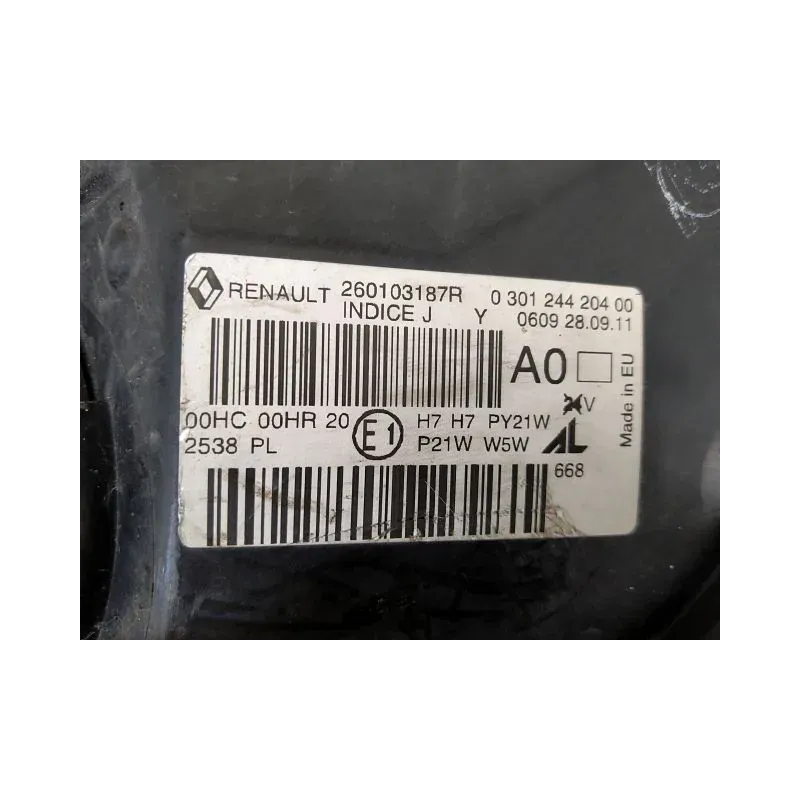 RENAULT 260103187R 0 301 244 204 00
INDICE J Y 0609 28.09.11
A0
Made in EU
00HC 00HR 20 E1 H7 H7 PY21W
2538 PL P21W W5W AL
668